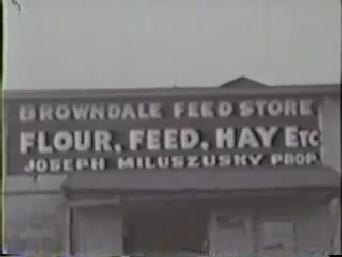 BROWNDALE FEED STORE
FLOUR, FEED, HAY ETC
JOSEPH MILUSZUSKY PROP.